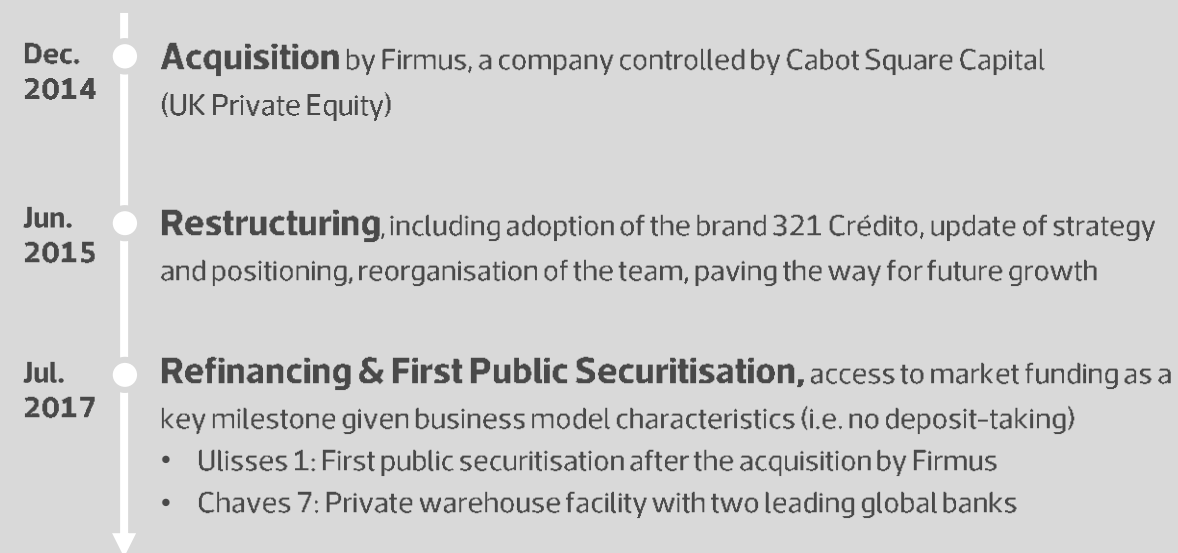 Dec.
2014
Acquisition by Firmus, a company controlled by Cabot Square Capital
(UK Private Equity)
Jun.
2015
Restructuring, including adoption of the brand 321 Crédito, update of strategy
and positioning, reorganisation of the team, paving the way for future growth
Jul.
2017
Refinancing & First Public Securitisation, access to market funding as a
key milestone given business model characteristics (i.e. no deposit-taking)
• Ulisses 1: First public securitisation after the acquisition by Firmus
• Chaves 7: Private warehouse facility with two leading global banks